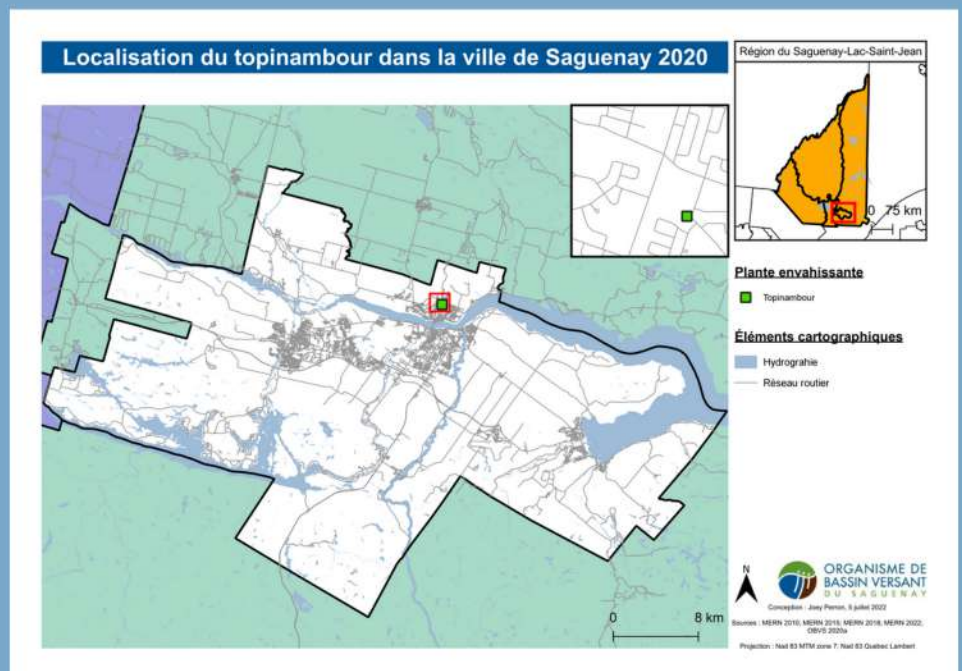 Localisation du topinambour dans la ville de Saguenay 2020
Région du Saguenay-Lac-Saint-Jean
0 75 km
Plante envahissante
Topinambour
Éléments cartographiques
Hydrograhie
Réseau routier
N
ORGANISME DE
BASSIN VERSANT
DU SAGUENAY
Conception : Joey Perron, 5 juillet 2022
Sources : MERN 2010; MERN 2015; MERN 2018; MERN 2022;
OBVS 2020a
Projection : Nad 83 MTM zone 7; Nad 83 Québec Lambert
0 8 km